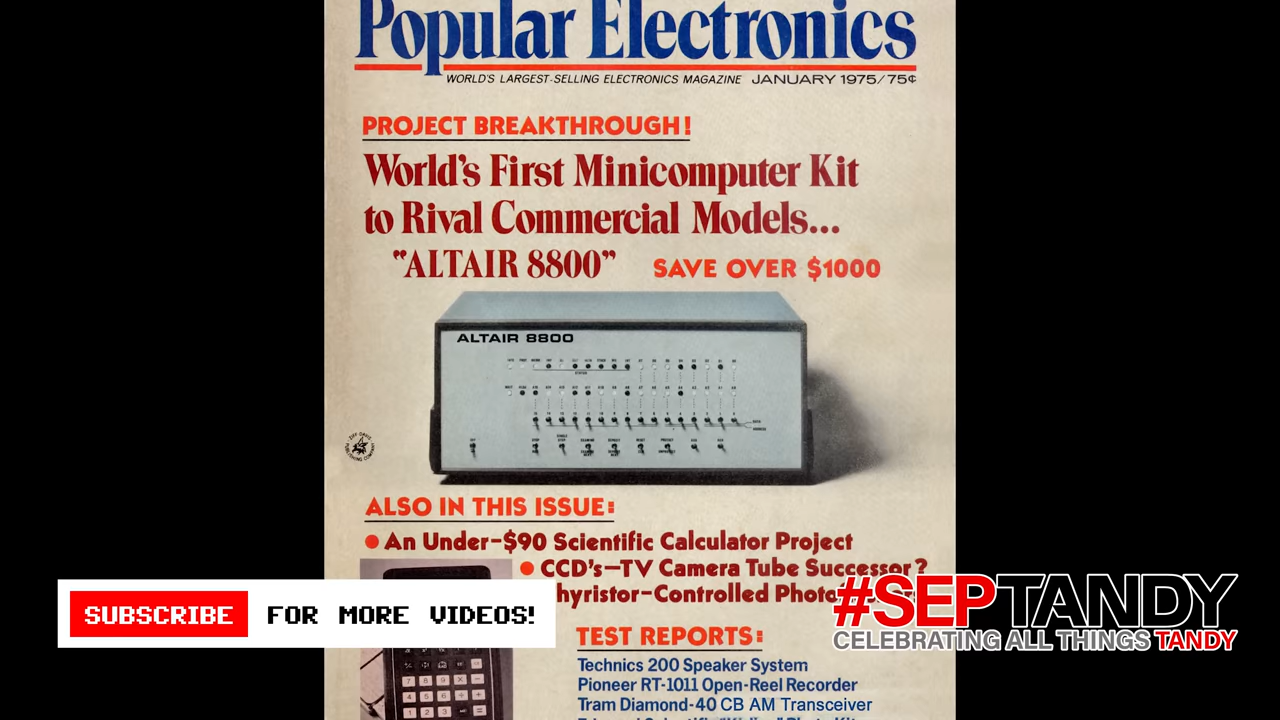 Popular Electronics
WORLD'S LARGEST-SELLING ELECTRONICS MAGAZINE JANUARY 1975/75¢
PROJECT BREAKTHROUGH!
World's First Minicomputer Kit
to Rival Commercial Models...
"ALTAIR 8800" SAVE OVER $1000
ALTAIR 8800
ALSO IN THIS ISSUE:
● An Under-$90 Scientific Calculator Project
● CCD's—TV Camera Tube Successor?
hyristor-Controlled
TEST REPORTS:
Technics 200 Speaker System
Pioneer RT-1011 Open-Reel Recorder
Tram Diamond-40 CB AM Transceiver
SUBSCRIBE FOR MORE VIDEOS!
#SEPTANDY
CELEBRATING ALL THINGS TANDY